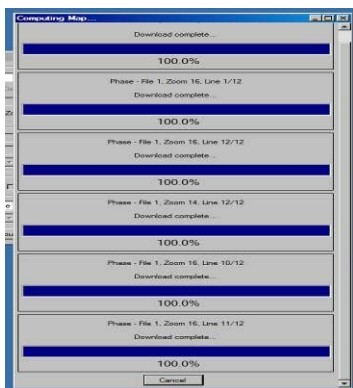 Computing Map...
Download complete...
100.0%
Phase - File 1, Zoom 16, Line 1/12
Download complete...
100.0%
Phase - File 1, Zoom 16, Line 12/12
Download complete...
100.0%
Phase - File 1, Zoom 14, Line 12/12
Download complete...
100.0%
Phase - File 1, Zoom 16, Line 10/12
Download complete...
100.0%
Phase - File 1, Zoom 16, Line 11/12
Download complete...
100.0%
Cancel